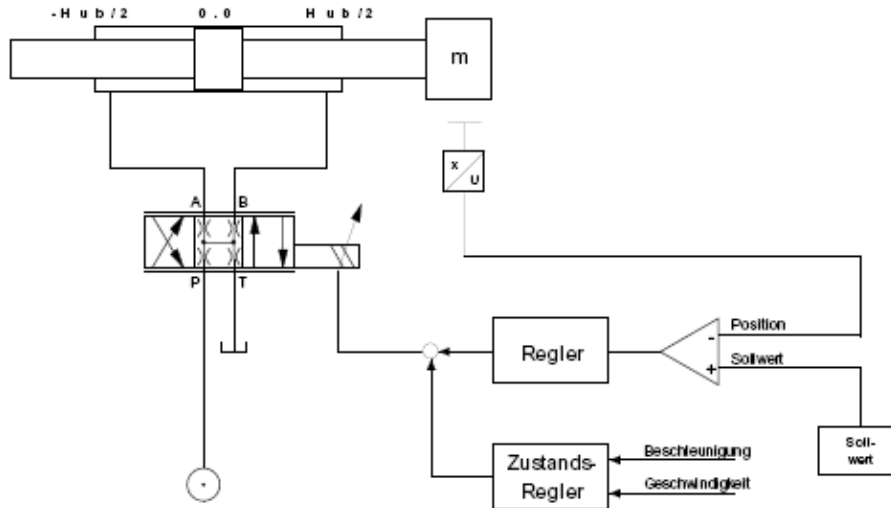 -Hub/2 0.0 Hub/2
m
x
U
A B
P T
Position
-
Regler
Sollwert
+
Zustands-
Regler
Beschleunigung
Geschwindigkeit
Soll-
wert